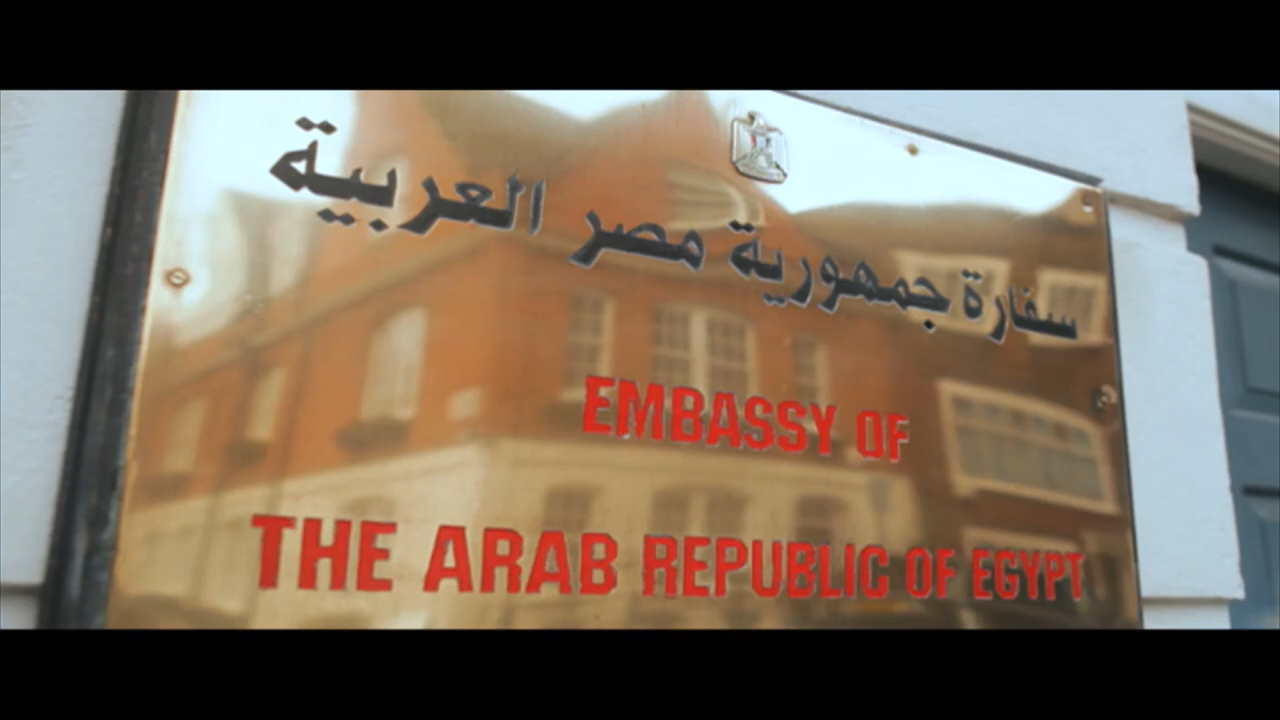 سفارة جمهورية مصر العربية
EMBASSY OF
THE ARAB REPUBLIC OF EGYPT